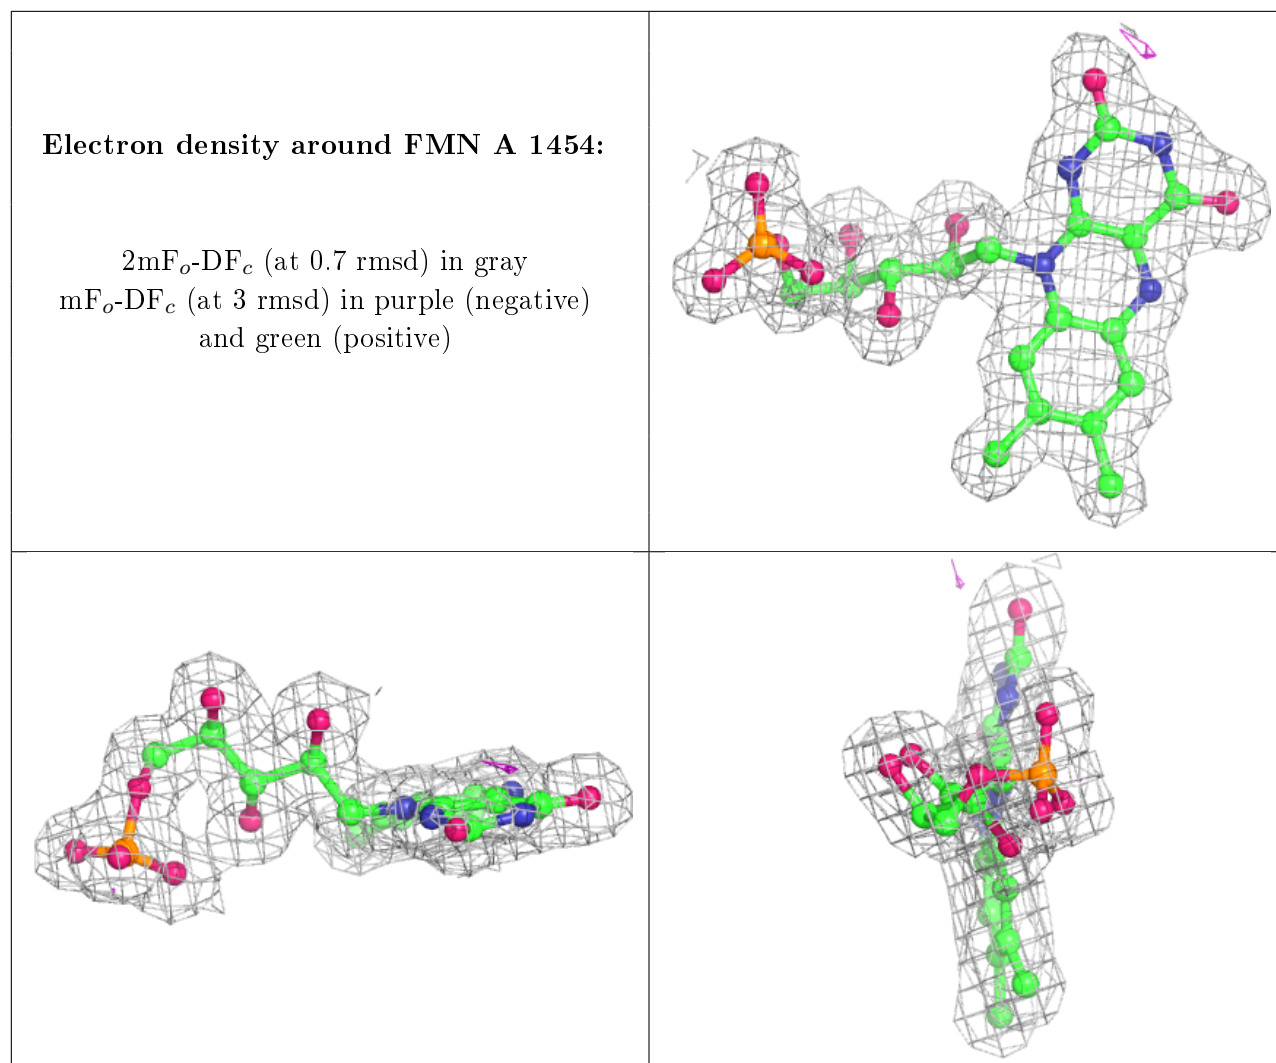 Electron density around FMN A 1454:
2mFo-DFc (at 0.7 rmsd) in gray
mFo-DFc (at 3 rmsd) in purple (negative)
and green (positive)